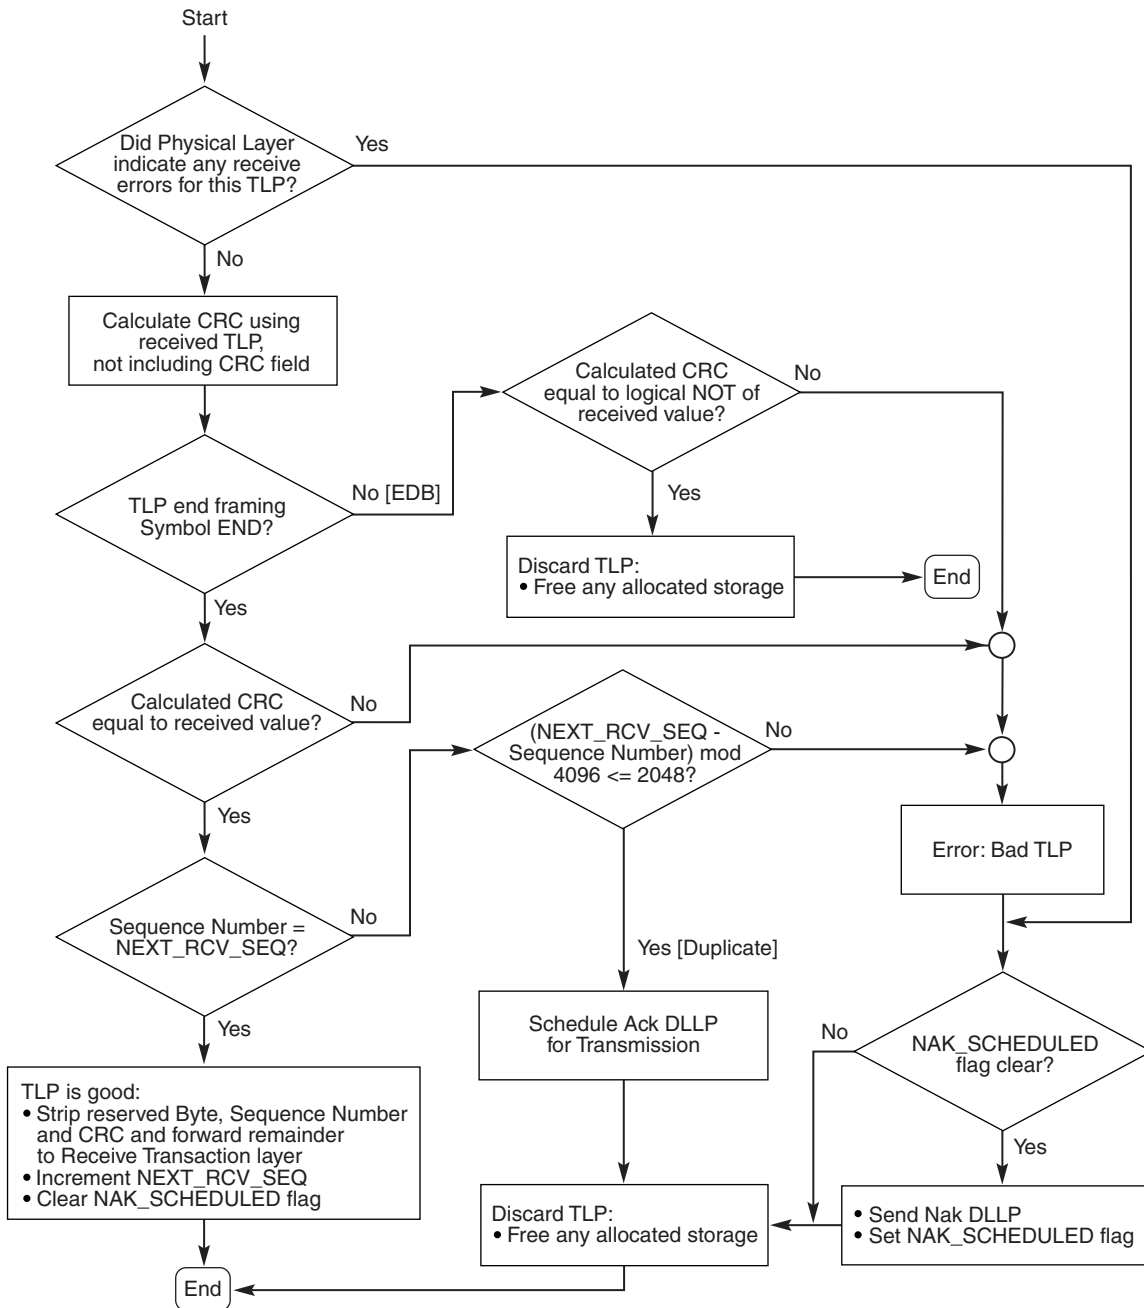 Start
Did Physical Layer
indicate any receive
errors for this TLP?
Yes
No
Calculate CRC using
received TLP,
not including CRC field
Calculated CRC
equal to logical NOT of
received value?
No
TLP end framing
Symbol END?
No [EDB]
Yes
Discard TLP:
• Free any allocated storage
End
Yes
Calculated CRC
equal to received value?
No
(NEXT_RCV_SEQ -
Sequence Number) mod
4096 <= 2048?
No
Yes
Error: Bad TLP
Sequence Number =
NEXT_RCV_SEQ?
No
Yes [Duplicate]
Yes
Schedule Ack DLLP
for Transmission
No
NAK_SCHEDULED
flag clear?
Yes
TLP is good:
• Strip reserved Byte, Sequence Number
and CRC and forward remainder
to Receive Transaction layer
• Increment NEXT_RCV_SEQ
• Clear NAK_SCHEDULED flag
Discard TLP:
• Free any allocated storage
• Send Nak DLLP
• Set NAK_SCHEDULED flag
End